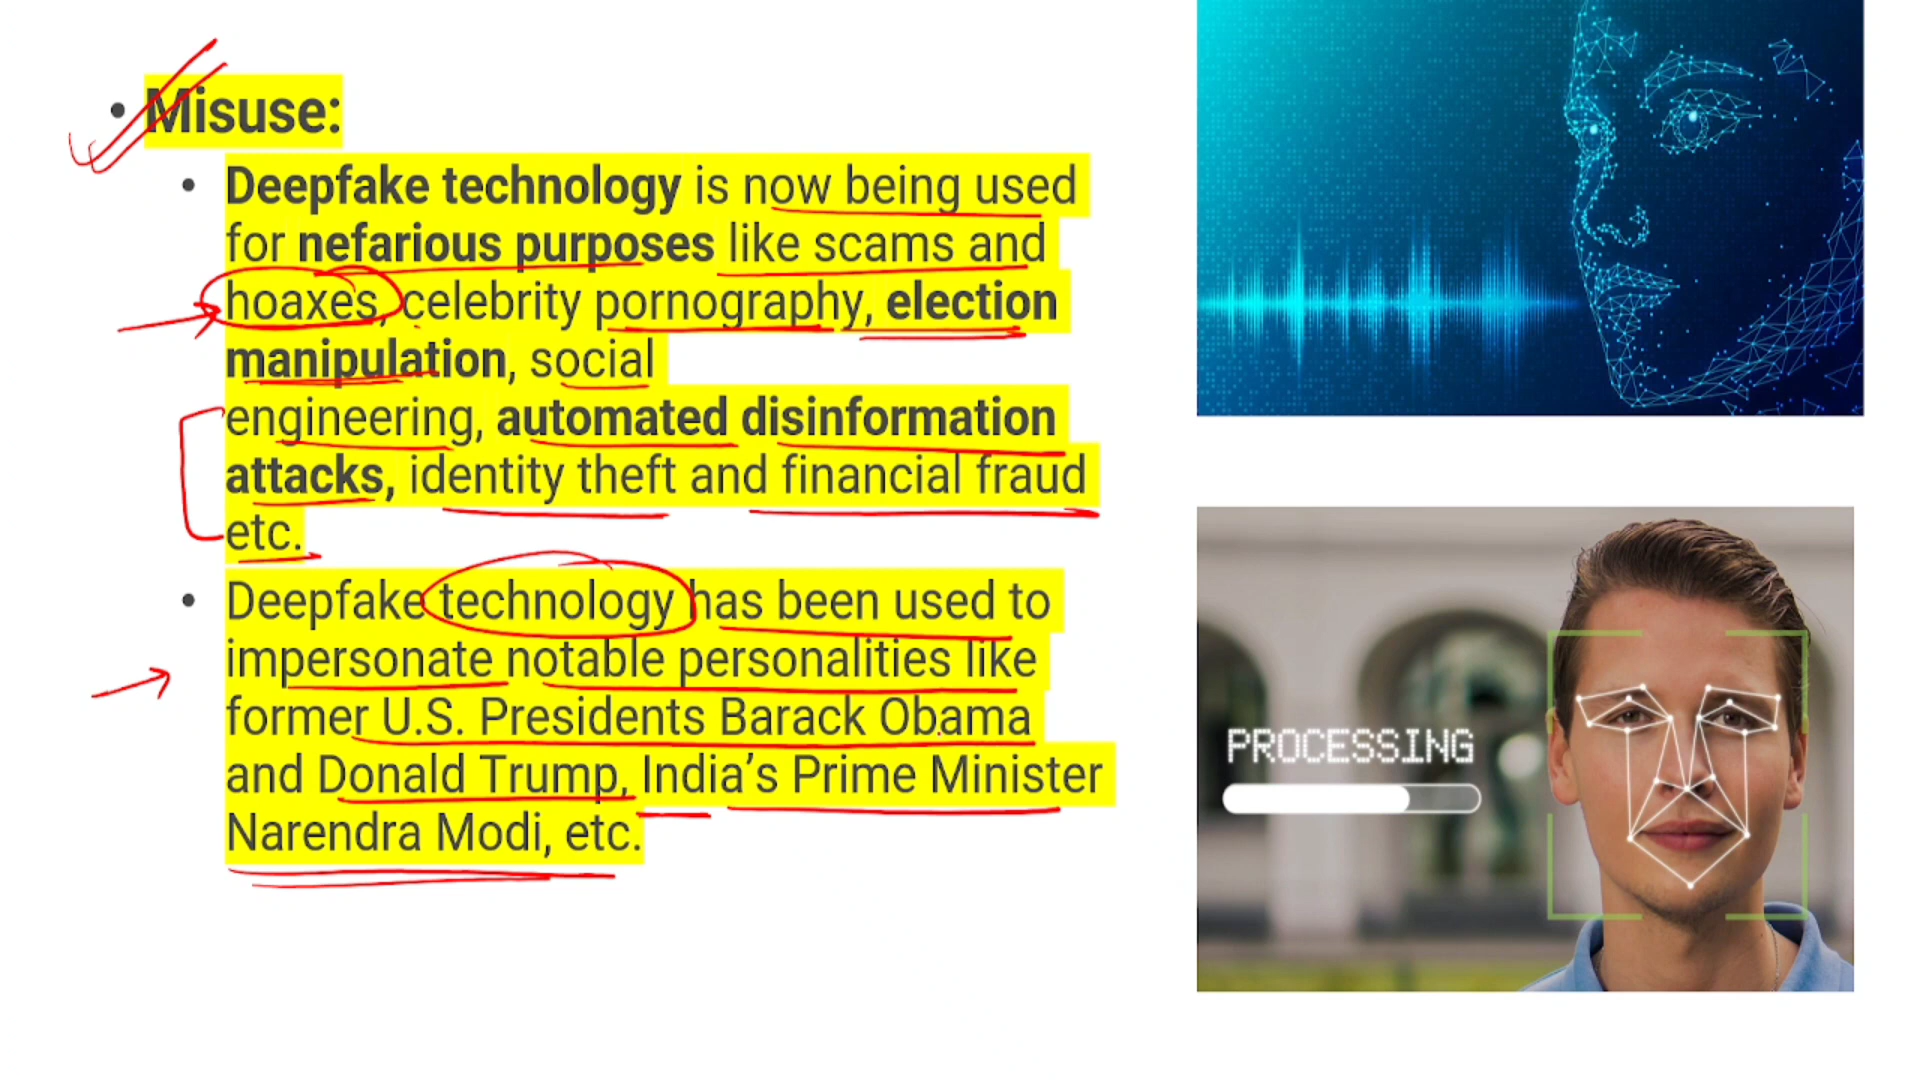 • Misuse:
• Deepfake technology is now being used
for nefarious purposes like scams and
hoaxes, celebrity pornography, election
manipulation, social
engineering, automated disinformation
attacks, identity theft and financial fraud
etc.
• Deepfake technology has been used to
impersonate notable personalities like
former U.S. Presidents Barack Obama
and Donald Trump, India’s Prime Minister
Narendra Modi, etc.
PROCESSING